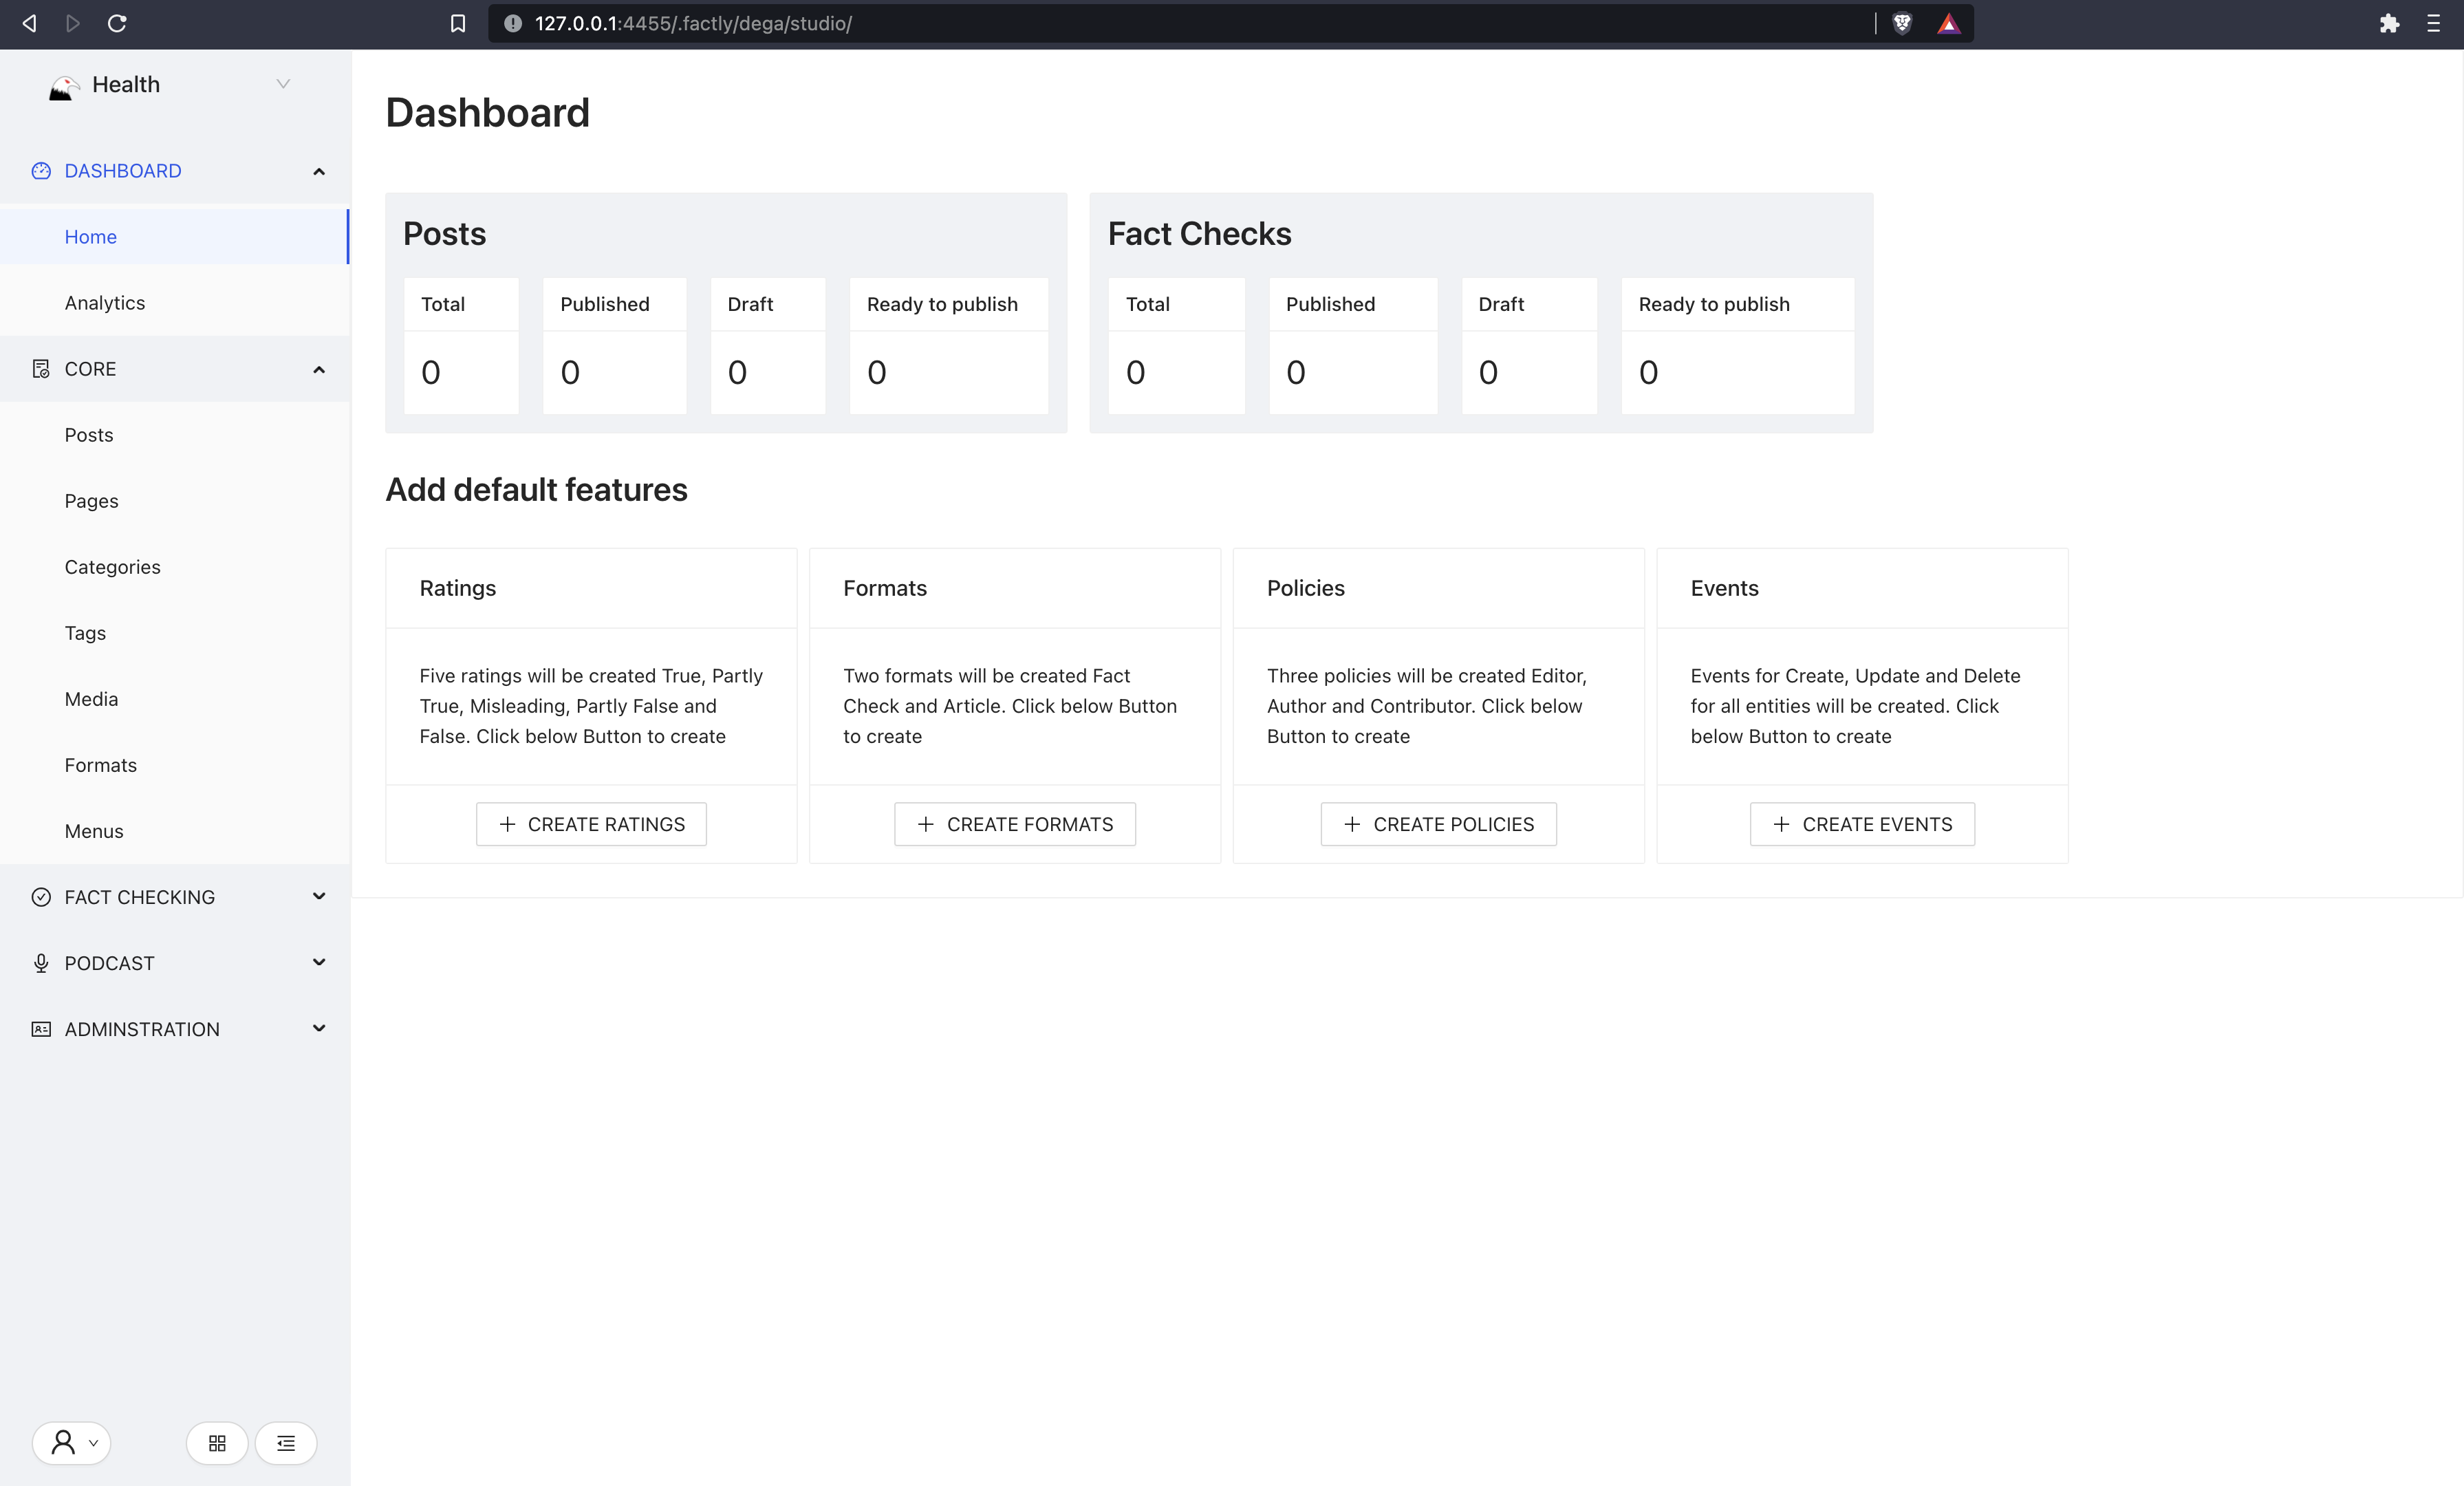 127.0.0.1:4455/.factly/dega/studio/
Health
DASHBOARD
Home
Analytics
CORE
Posts
Pages
Categories
Tags
Media
Formats
Menus
FACT CHECKING
PODCAST
ADMINSTRATION
Dashboard
Posts
Total
Published
Draft
Ready to publish
0
0
0
0
Fact Checks
Total
Published
Draft
Ready to publish
0
0
0
0
Add default features
Ratings
Five ratings will be created True, Partly
True, Misleading, Partly False and
False. Click below Button to create
CREATE RATINGS
Formats
Two formats will be created Fact
Check and Article. Click below Button
to create
CREATE FORMATS
Policies
Three policies will be created Editor,
Author and Contributor. Click below
Button to create
CREATE POLICIES
Events
Events for Create, Update and Delete
for all entities will be created. Click
below Button to create
CREATE EVENTS